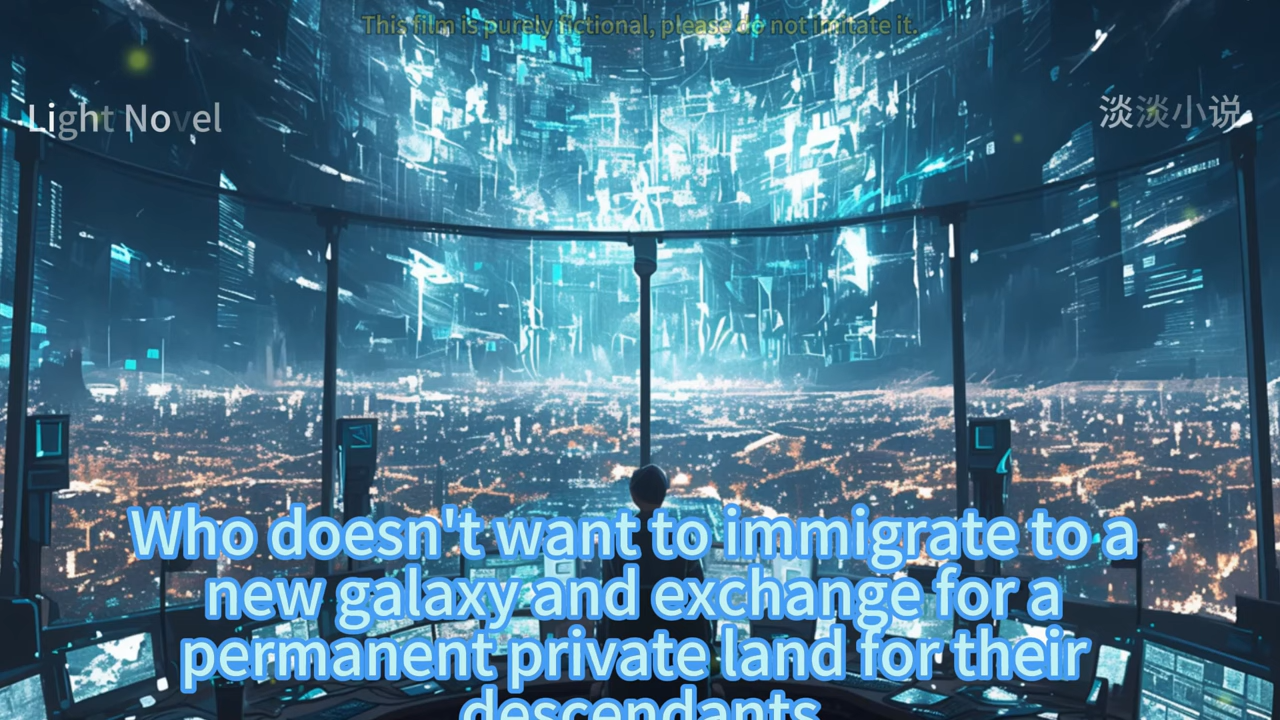 This film is purely fictional, please do not imitate it.
Light Novel
淡淡小说
Who doesn't want to immigrate to a
new galaxy and exchange for a
permanent private land for their
descendants